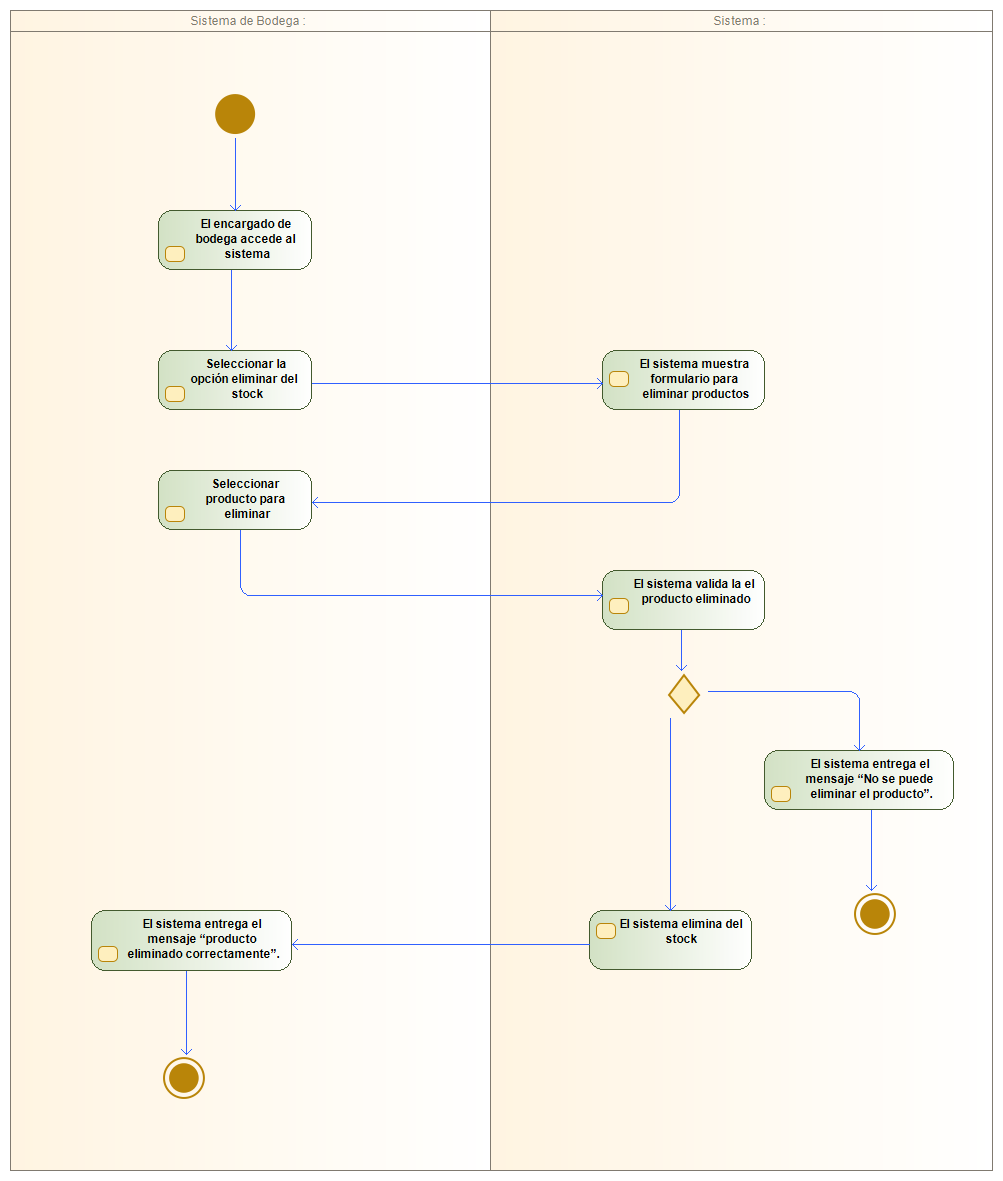 Sistema de Bodega :
Sistema :
El encargado de
bodega accede al
sistema
Seleccionar la
opción eliminar del
stock
El sistema muestra
formulario para
eliminar productos
Seleccionar
producto para
eliminar
El sistema valida la el
producto eliminado
El sistema entrega el
mensaje “No se puede
eliminar el producto”.
El sistema entrega el
mensaje “producto
eliminado correctamente”.
El sistema elimina del
stock